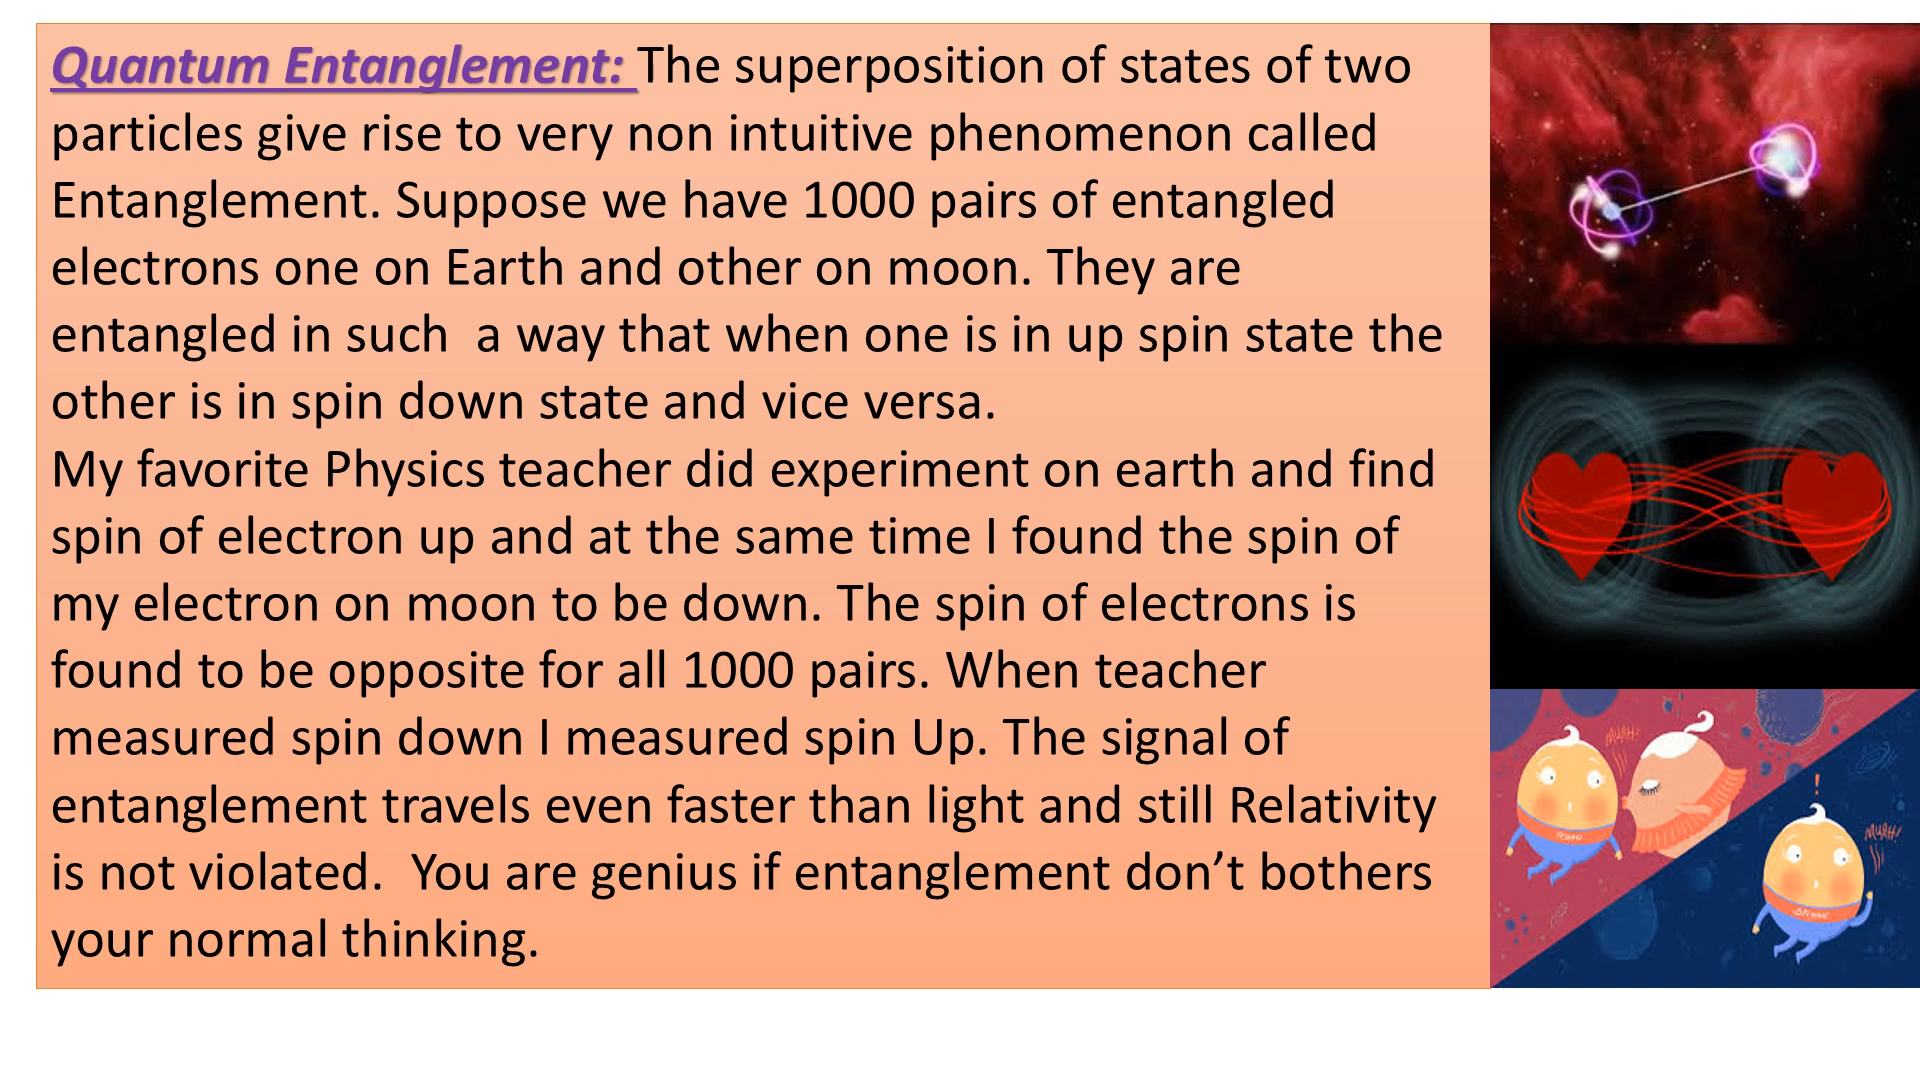 Quantum Entanglement: The superposition of states of two
particles give rise to very non intuitive phenomenon called
Entanglement. Suppose we have 1000 pairs of entangled
electrons one on Earth and other on moon. They are
entangled in such  a way that when one is in up spin state the
other is in spin down state and vice versa.
My favorite Physics teacher did experiment on earth and find
spin of electron up and at the same time I found the spin of
my electron on moon to be down. The spin of electrons is
found to be opposite for all 1000 pairs. When teacher
measured spin down I measured spin Up. The signal of
entanglement travels even faster than light and still Relativity
is not violated.  You are genius if entanglement don’t bothers
your normal thinking.
MUAH!
MUAH!